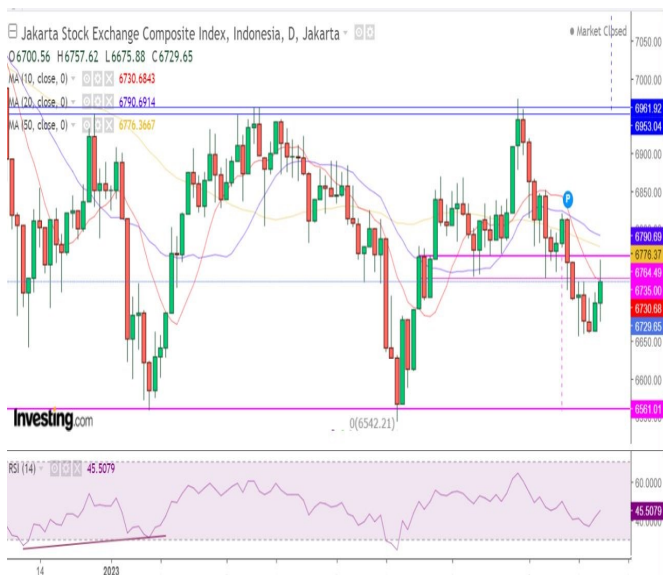 Jakarta Stock Exchange Composite Index, Indonesia, D, Jakarta
Market Closed
O6700.56 H6757.62 L6675.88 C6729.65
MA (10, close, 0) 6730.6843
MA (20, close, 0) 6790.6914
MA (50, close, 0) 6776.3667
7050.00
7000.00
6961.92
6953.04
6900.00
6850.00
P
6790.69
6776.37
6764.49
6735.00
6730.68
6729.65
6650.00
6600.00
6561.01
0(6542.21)
Investing.com
RSI (14) 45.5079
60.0000
45.5079
14
2023